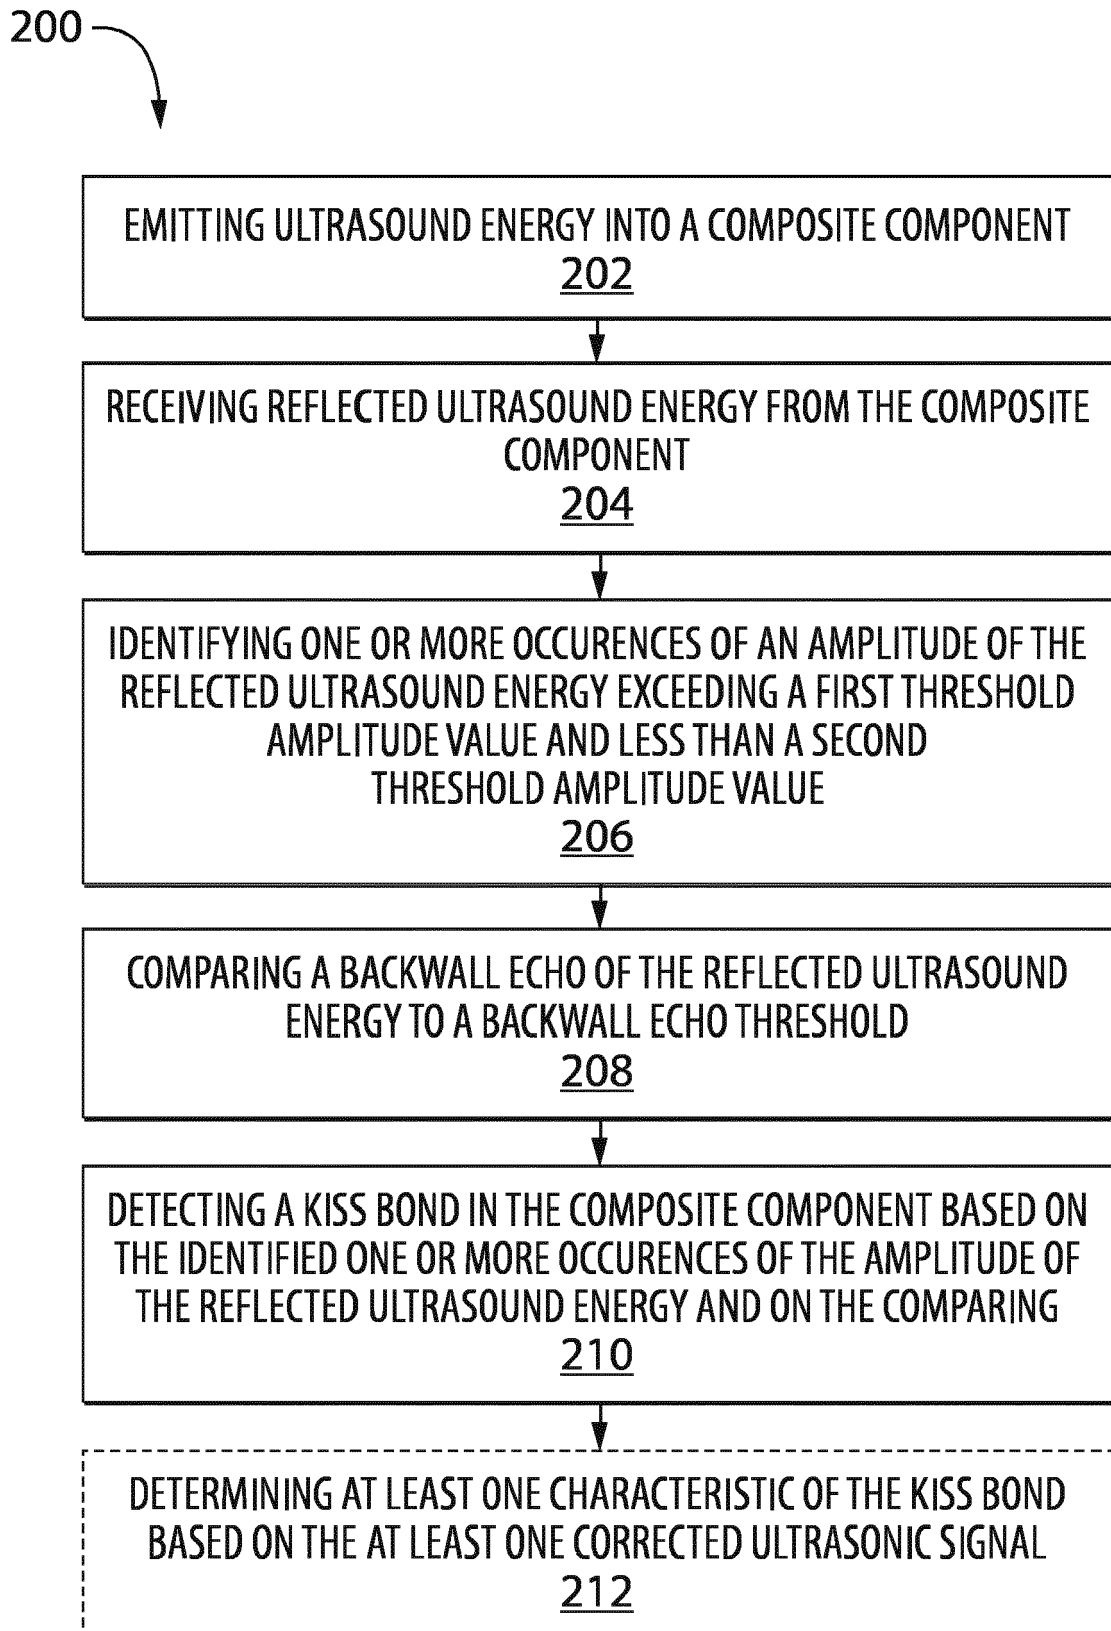 200
EMITTING ULTRASOUND ENERGY INTO A COMPOSITE COMPONENT
202
RECEIVING REFLECTED ULTRASOUND ENERGY FROM THE COMPOSITE
COMPONENT
204
IDENTIFYING ONE OR MORE OCCURENCES OF AN AMPLITUDE OF THE
REFLECTED ULTRASOUND ENERGY EXCEEDING A FIRST THRESHOLD
AMPLITUDE VALUE AND LESS THAN A SECOND
THRESHOLD AMPLITUDE VALUE
206
COMPARING A BACKWALL ECHO OF THE REFLECTED ULTRASOUND
ENERGY TO A BACKWALL ECHO THRESHOLD
208
DETECTING A KISS BOND IN THE COMPOSITE COMPONENT BASED ON
THE IDENTIFIED ONE OR MORE OCCURENCES OF THE AMPLITUDE OF
THE REFLECTED ULTRASOUND ENERGY AND ON THE COMPARING
210
DETERMINING AT LEAST ONE CHARACTERISTIC OF THE KISS BOND
BASED ON THE AT LEAST ONE CORRECTED ULTRASONIC SIGNAL
212